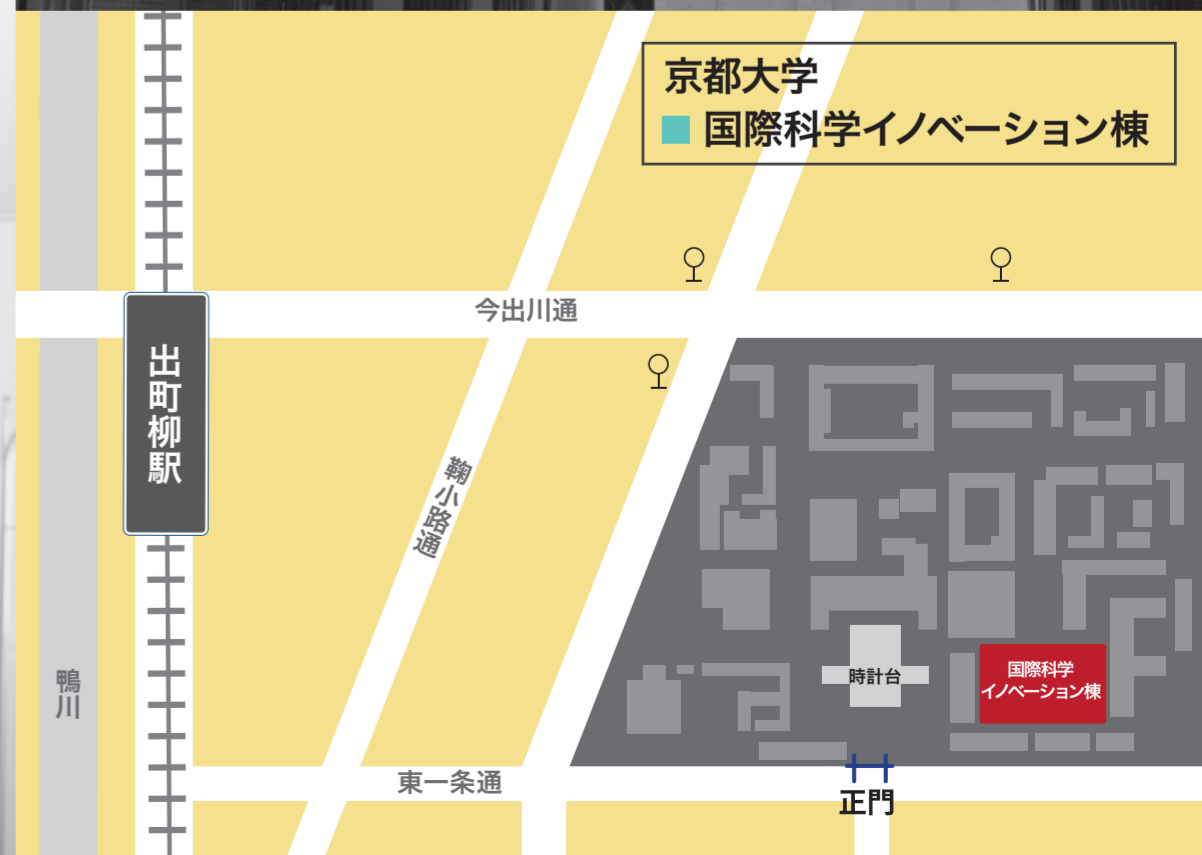 京都大学
国際科学イノベーション棟
今出川通
出町柳駅
鞠小路通
鴨川
時計台
国際科学
イノベーション棟
東一条通
正門